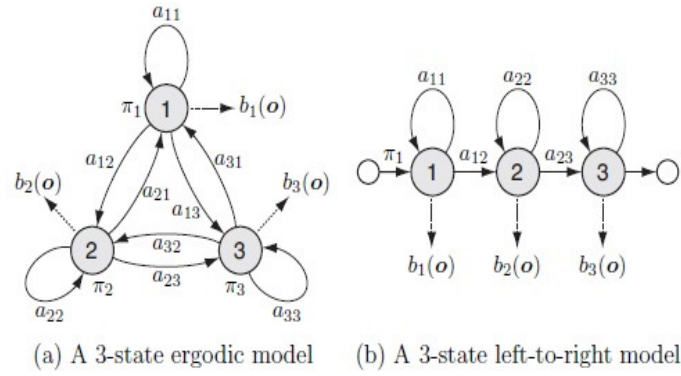 a₁₁
π₁ 1 b₁(o)
a₁₂ a₃₁
b₂(o) a₂₁ a₁₃ b₃(o)
a₃₂
2 3
π₂ a₂₃ π₃
a₂₂ a₃₃
(a) A 3-state ergodic model
a₁₁ a₂₂ a₃₃
π₁ a₁₂ a₂₃
1 2 3
b₁(o) b₂(o) b₃(o)
(b) A 3-state left-to-right model